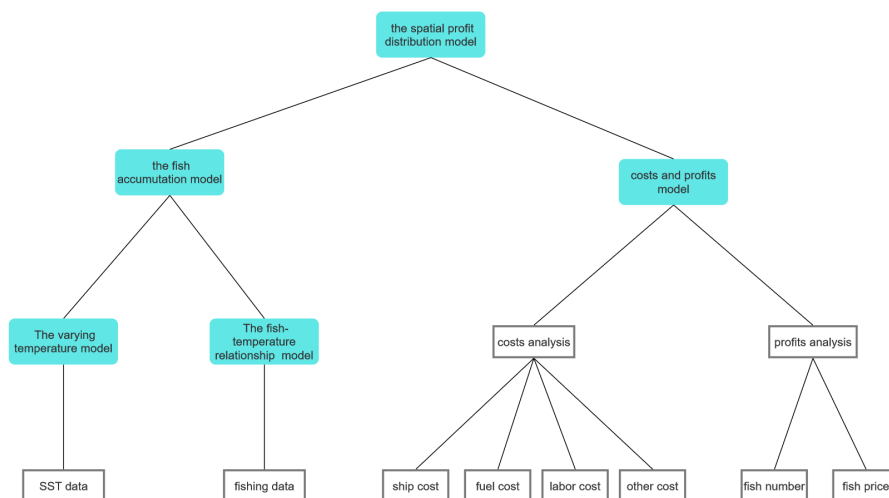 the spatial profit
distribution model
the fish
accumutation model
costs and profits
model
The varying
temperature model
The fish-
temperature
relationship model
costs analysis
profits analysis
SST data
fishing data
ship cost
fuel cost
labor cost
other cost
fish number
fish price